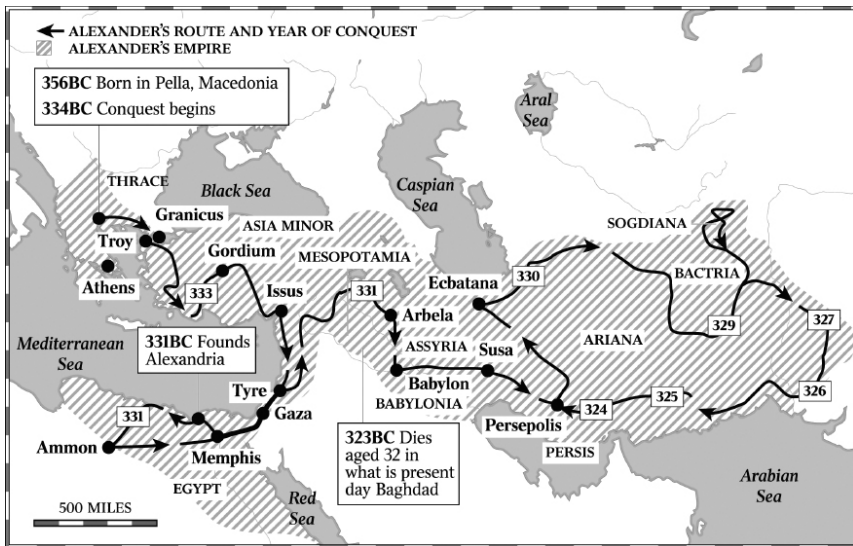 ALEXANDER'S ROUTE AND YEAR OF CONQUEST
ALEXANDER'S EMPIRE
356BC Born in Pella, Macedonia
334BC Conquest begins
Aral
Sea
THRACE
Black Sea
Caspian
Sea
Granicus
ASIA MINOR
SOGDIANA
Troy
Gordium
MESOPOTAMIA
BACTRIA
Athens
333
Issus
331
Ecbatana
330
329
327
Mediterranean
Sea
331BC Founds
Alexandria
Arbela
ASSYRIA
Susa
ARIANA
Tyre
Babylon
BABYLONIA
326
325
324
331
Gaza
Ammon
Memphis
Persepolis
323BC Dies
aged 32 in
what is present
day Baghdad
PERSIS
EGYPT
Red
Sea
Arabian
Sea
500 MILES